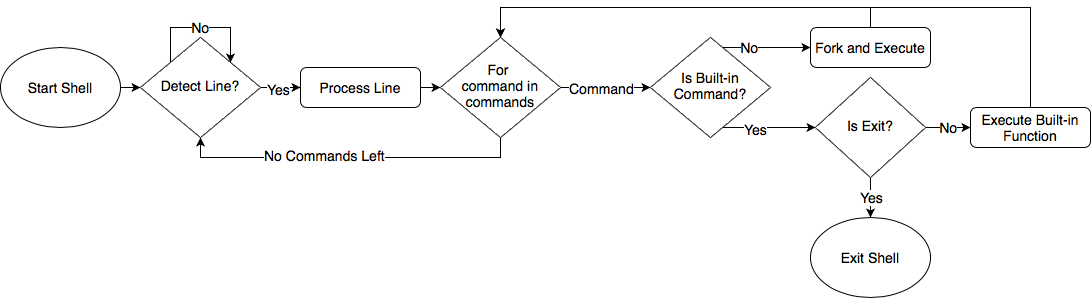 No
Start Shell
Detect Line?
Yes
Process Line
For
command in
commands
Command
Is Built-in
Command?
No
Fork and Execute
Yes
Is Exit?
No
Execute Built-in
Function
No Commands Left
Yes
Exit Shell